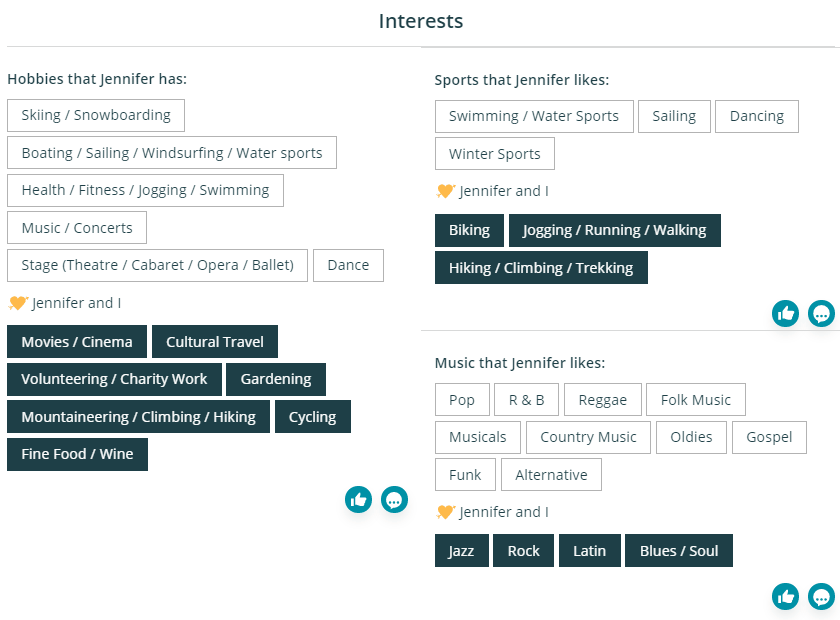 Interests
Hobbies that Jennifer has:
Skiing / Snowboarding
Boating / Sailing / Windsurfing / Water sports
Health / Fitness / Jogging / Swimming
Music / Concerts
Stage (Theatre / Cabaret / Opera / Ballet) Dance
Jennifer and I
Movies / Cinema Cultural Travel
Volunteering / Charity Work Gardening
Mountaineering / Climbing / Hiking Cycling
Fine Food / Wine
Sports that Jennifer likes:
Swimming / Water Sports Sailing Dancing
Winter Sports
Jennifer and I
Biking Jogging / Running / Walking
Hiking / Climbing / Trekking
Music that Jennifer likes:
Pop R & B Reggae Folk Music
Musicals Country Music Oldies Gospel
Funk Alternative
Jennifer and I
Jazz Rock Latin Blues / Soul